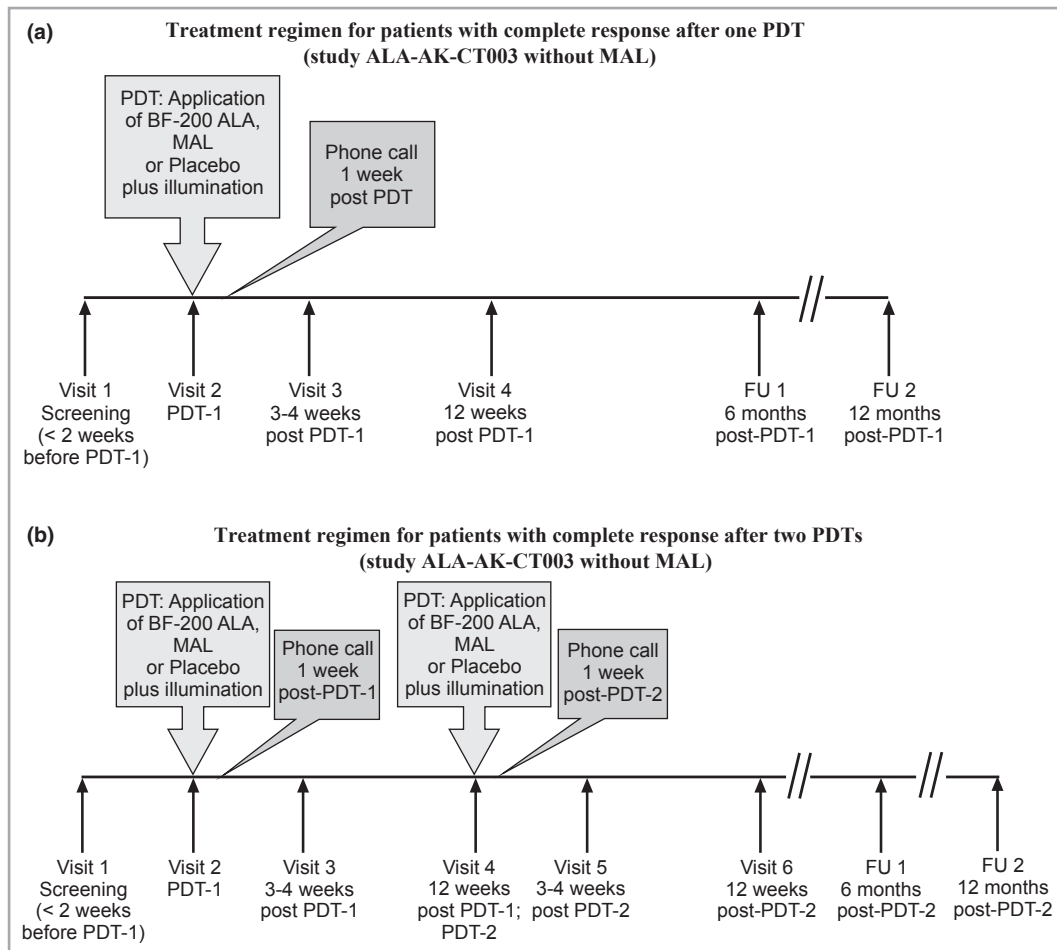 (a)
Treatment regimen for patients with complete response after one PDT
(study ALA-AK-CT003 without MAL)
PDT: Application
of BF-200 ALA,
MAL
or Placebo
plus illumination
Phone call
1 week
post PDT
Visit 1
Screening
(< 2 weeks
before PDT-1)
Visit 2
PDT-1
Visit 3
3-4 weeks
post PDT-1
Visit 4
12 weeks
post PDT-1
FU 1
6 months
post-PDT-1
FU 2
12 months
post-PDT-1
(b)
Treatment regimen for patients with complete response after two PDTs
(study ALA-AK-CT003 without MAL)
PDT: Application
of BF-200 ALA,
MAL
or Placebo
plus illumination
Phone call
1 week
post-PDT-1
PDT: Application
of BF-200 ALA,
MAL
or Placebo
plus illumination
Phone call
1 week
post-PDT-2
Visit 1
Screening
(< 2 weeks
before PDT-1)
Visit 2
PDT-1
Visit 3
3-4 weeks
post PDT-1
Visit 4
12 weeks
post PDT-1;
PDT-2
Visit 5
3-4 weeks
post PDT-2
Visit 6
12 weeks
post-PDT-2
FU 1
6 months
post-PDT-2
FU 2
12 months
post-PDT-2